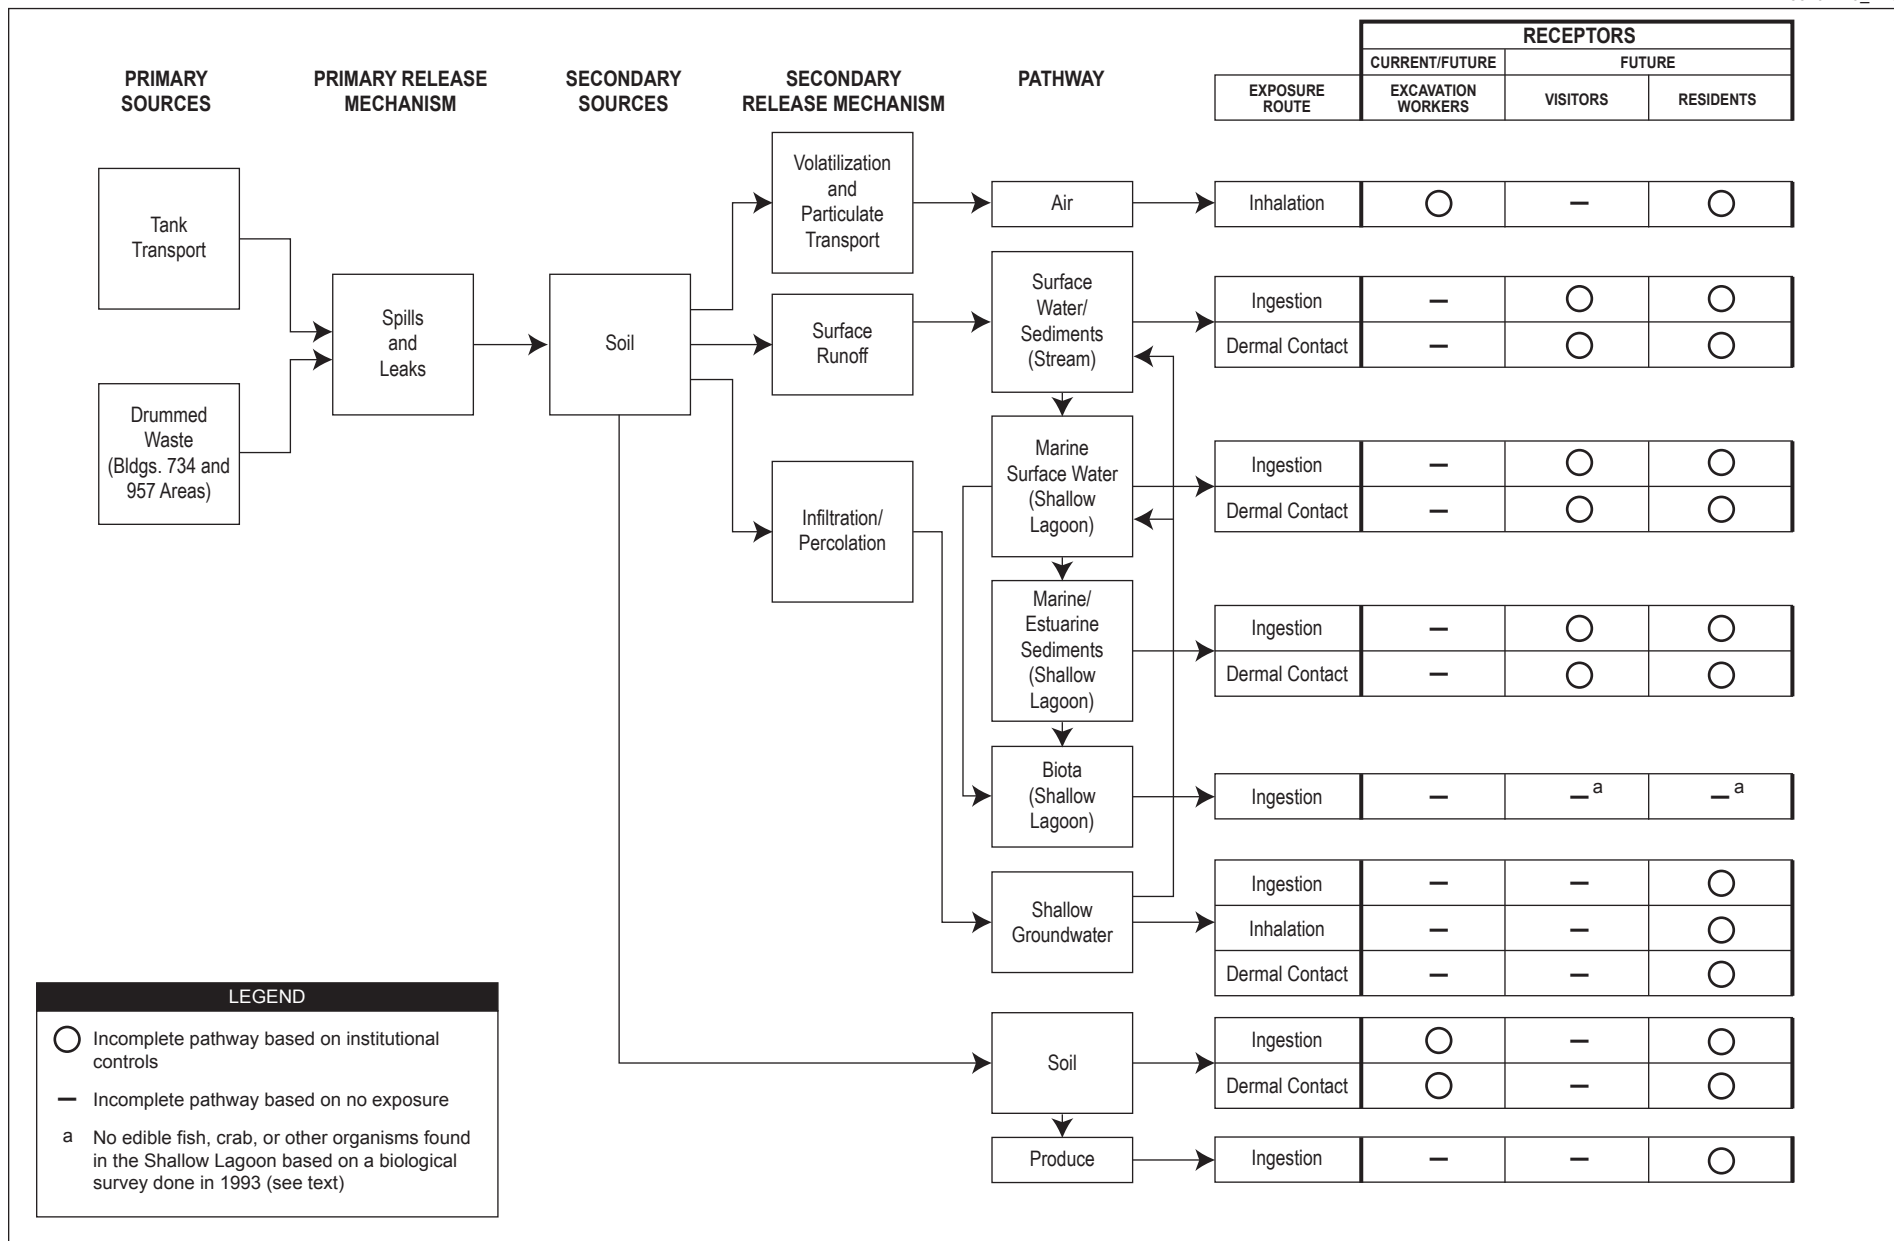 RECEPTORS
CURRENT/FUTURE
FUTURE
PRIMARY
SOURCES
PRIMARY RELEASE
MECHANISM
SECONDARY
SOURCES
SECONDARY
RELEASE MECHANISM
PATHWAY
EXPOSURE
ROUTE
EXCAVATION
WORKERS
VISITORS
RESIDENTS
Tank
Transport
Drummed
Waste
(Bldgs. 734 and
957 Areas)
Spills
and
Leaks
Soil
Volatilization
and
Particulate
Transport
Surface
Runoff
Infiltration/
Percolation
Air
Inhalation
–
Surface
Water/
Sediments
(Stream)
Ingestion
–
Dermal Contact
–
Marine
Surface Water
(Shallow
Lagoon)
Ingestion
–
Dermal Contact
–
Marine/
Estuarine
Sediments
(Shallow
Lagoon)
Ingestion
–
Dermal Contact
–
Biota
(Shallow
Lagoon)
Ingestion – –a –a
Shallow
Groundwater
Ingestion – –
Inhalation – –
Dermal Contact – –
Soil
Ingestion –
Dermal Contact –
Produce
Ingestion – –
LEGEND
Incomplete pathway based on institutional
controls
– Incomplete pathway based on no exposure
a No edible fish, crab, or other organisms found
in the Shallow Lagoon based on a biological
survey done in 1993 (see text)